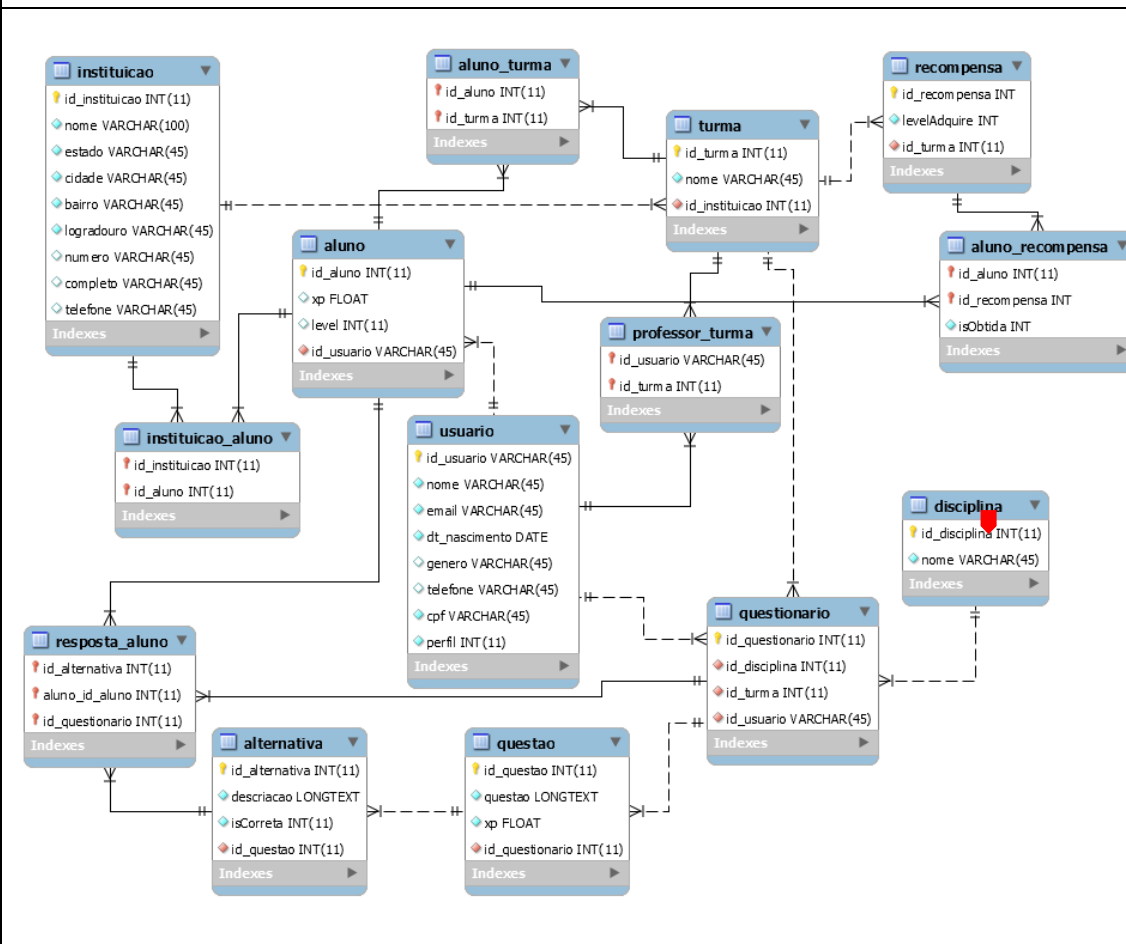 instituicao
id_instituicao INT(11)
nome VARCHAR(100)
estado VARCHAR(45)
cidade VARCHAR(45)
bairro VARCHAR(45)
logradouro VARCHAR(45)
numero VARCHAR(45)
completo VARCHAR(45)
telefone VARCHAR(45)
Indexes
aluno_turma
id_aluno INT(11)
id_turma INT(11)
Indexes
turma
id_turma INT(11)
nome VARCHAR(45)
id_instituicao INT(11)
Indexes
recompensa
id_recompensa INT
levelAdquire INT
id_turma INT(11)
Indexes
aluno
id_aluno INT(11)
xp FLOAT
level INT(11)
id_usuario VARCHAR(45)
Indexes
aluno_recompensa
id_aluno INT(11)
id_recompensa INT
isObtida INT
Indexes
professor_turma
id_usuario VARCHAR(45)
id_turma INT(11)
Indexes
instituicao_aluno
id_instituicao INT(11)
id_aluno INT(11)
Indexes
usuario
id_usuario VARCHAR(45)
nome VARCHAR(45)
email VARCHAR(45)
dt_nascimento DATE
genero VARCHAR(45)
telefone VARCHAR(45)
cpf VARCHAR(45)
perfil INT(11)
Indexes
disciplina
id_disciplina INT(11)
nome VARCHAR(45)
Indexes
resposta_aluno
id_alternativa INT(11)
aluno_id_aluno INT(11)
id_questionario INT(11)
Indexes
questionario
id_questionario INT(11)
id_disciplina INT(11)
id_turma INT(11)
id_usuario VARCHAR(45)
Indexes
alternativa
id_alternativa INT(11)
descriacao LONGTEXT
isCorreta INT(11)
id_questao INT(11)
Indexes
questao
id_questao INT(11)
questao LONGTEXT
xp FLOAT
id_questionario INT(11)
Indexes